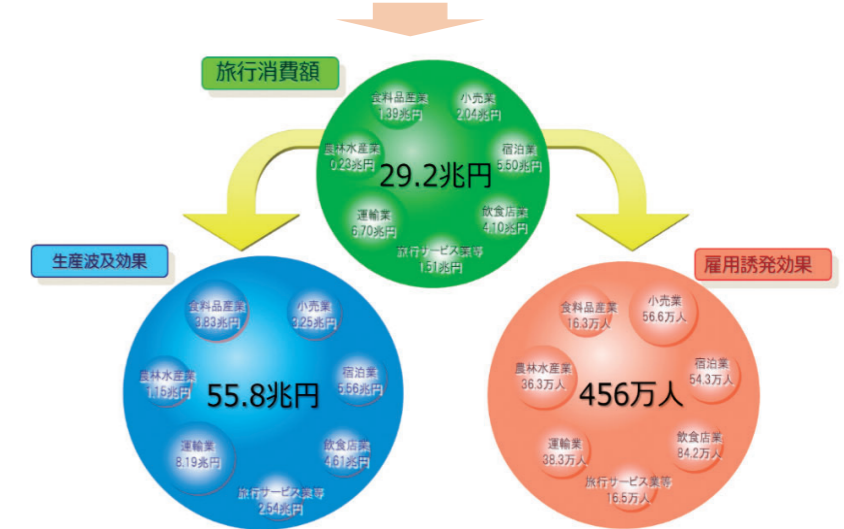 旅行消費額
食料品産業
1.39兆円
小売業
2.04兆円
農林水産業
0.23兆円
宿泊業
5.50兆円
29.2兆円
運輸業
6.70兆円
飲食店業
4.10兆円
旅行サービス業等
1.51兆円
生産波及効果
食料品産業
3.83兆円
小売業
3.25兆円
農林水産業
1.15兆円
宿泊業
5.56兆円
55.8兆円
運輸業
8.19兆円
飲食店業
4.61兆円
旅行サービス業等
2.54兆円
雇用誘発効果
食料品産業
16.3万人
小売業
56.6万人
農林水産業
36.3万人
宿泊業
54.3万人
456万人
運輸業
38.3万人
飲食店業
84.2万人
旅行サービス業等
16.5万人